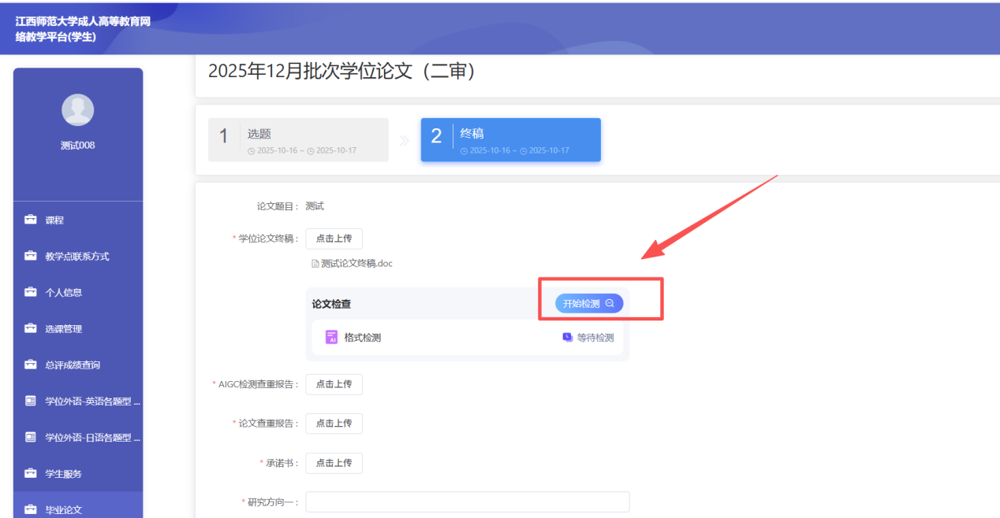 江西师范大学成人高等教育网
络教学平台(学生)
测试008
课程
教学点联系方式
个人信息
选课管理
总评成绩查询
学位外语-英语各题型 ...
学位外语-日语各题型 ...
学生服务
毕业论文
2025年12月批次学位论文（二审）
1 选题
2025-10-16 ~ 2025-10-17
2 终稿
2025-10-16 ~ 2025-10-17
论文题目： 测试
* 学位论文终稿： 点击上传
测试论文终稿.doc
论文检查 开始检测
AI 格式检测 等待检测
* AIGC检测查重报告： 点击上传
* 论文查重报告： 点击上传
* 承诺书： 点击上传
* 研究方向一：